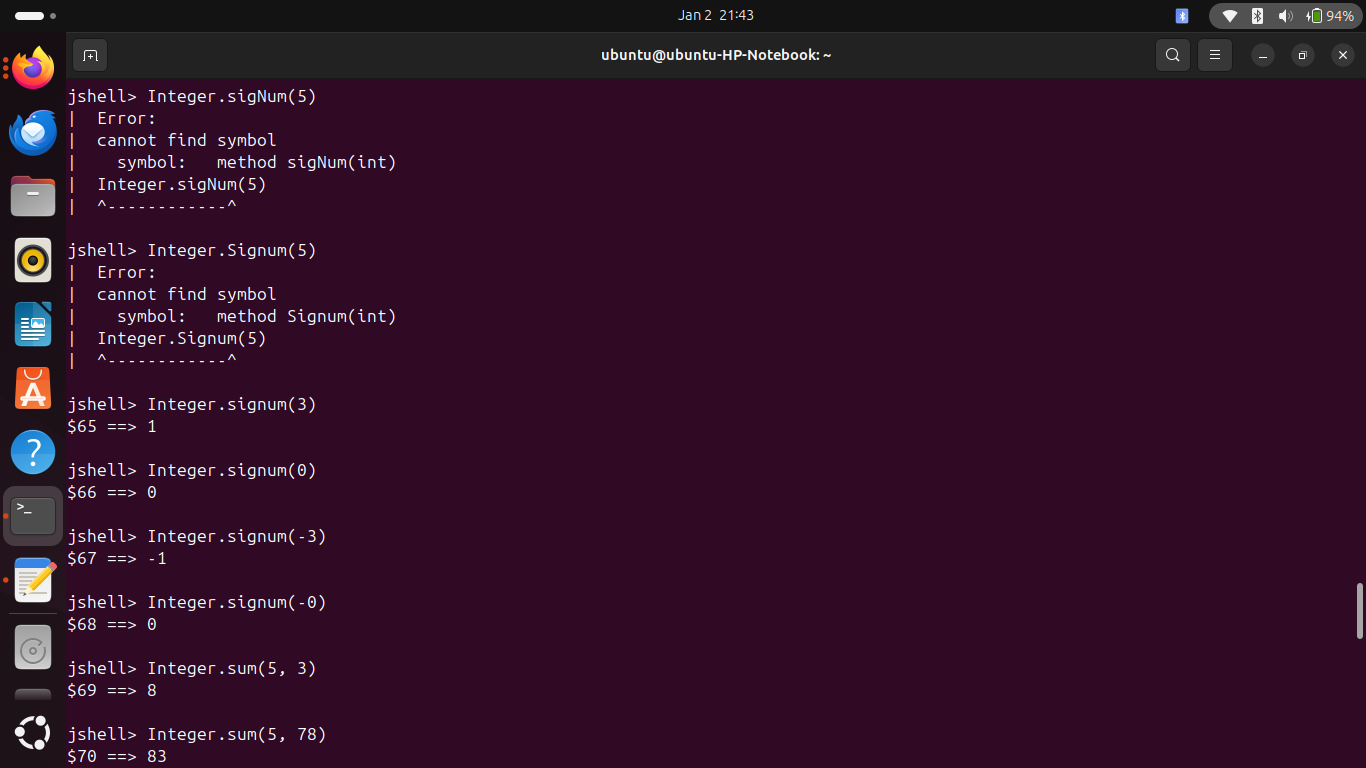 Jan 2 21:43
94%
ubuntu@ubuntu-HP-Notebook: ~
jshell> Integer.sigNum(5)
|  Error:
|  cannot find symbol
|    symbol:   method sigNum(int)
|  Integer.sigNum(5)
|  ^------------^
jshell> Integer.Signum(5)
|  Error:
|  cannot find symbol
|    symbol:   method Signum(int)
|  Integer.Signum(5)
|  ^------------^
jshell> Integer.signum(3)
$65 ==> 1
jshell> Integer.signum(0)
$66 ==> 0
jshell> Integer.signum(-3)
$67 ==> -1
jshell> Integer.signum(-0)
$68 ==> 0
jshell> Integer.sum(5, 3)
$69 ==> 8
jshell> Integer.sum(5, 78)
$70 ==> 83